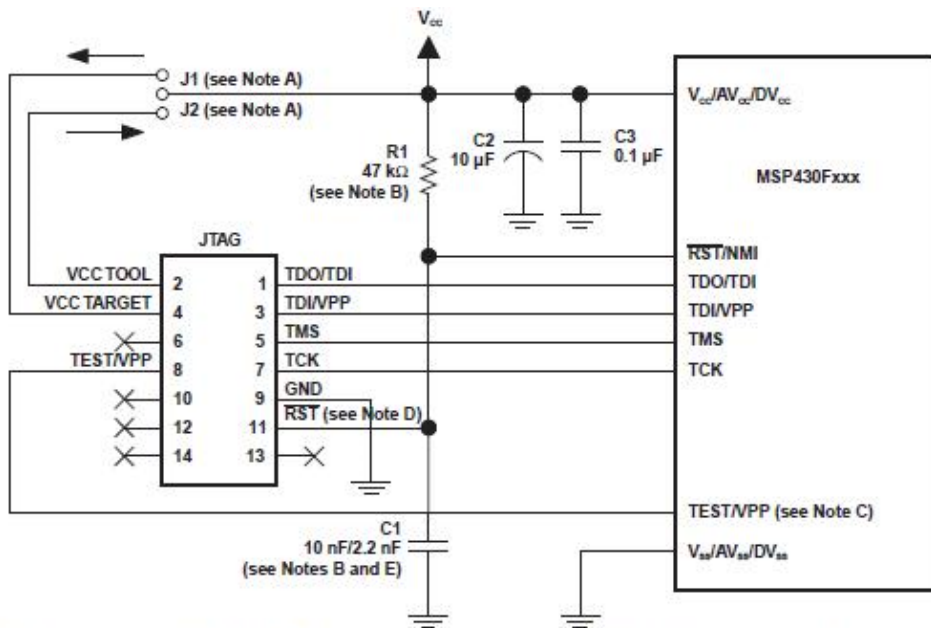 Vcc
J1 (see Note A)
J2 (see Note A)
Vcc/AVcc/DVcc
R1
47 kΩ
(see Note B)
C2
10 µF
C3
0.1 µF
MSP430Fxxx
JTAG
RST/NMI
VCC TOOL
2
1
TDO/TDI
TDO/TDI
VCC TARGET
4
3
TDI/VPP
TDI/VPP
6
5
TMS
TMS
TEST/VPP
8
7
TCK
TCK
10
9
GND
12
11
RST (see Note D)
14
13
TEST/VPP (see Note C)
C1
10 nF/2.2 nF
(see Notes B and E)
Vss/AVss/DVss